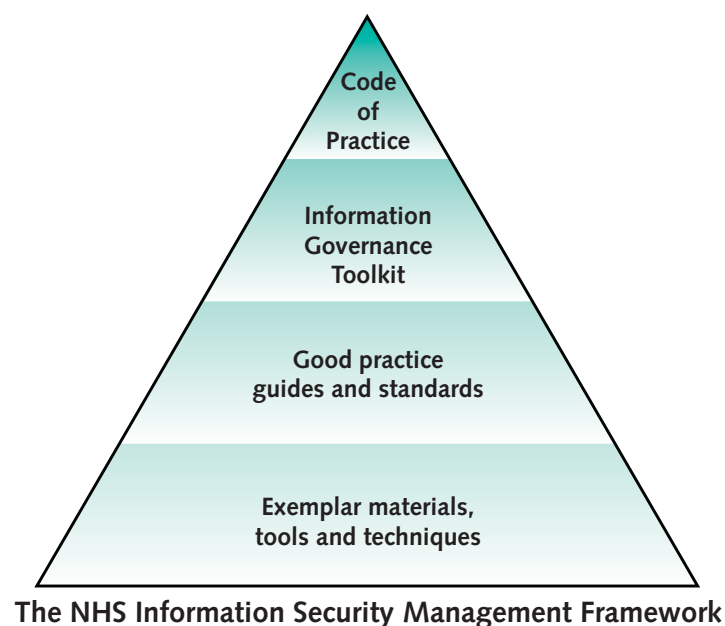 Code
of
Practice
Information
Governance
Toolkit
Good practice
guides and standards
Exemplar materials,
tools and techniques
The NHS Information Security Management Framework